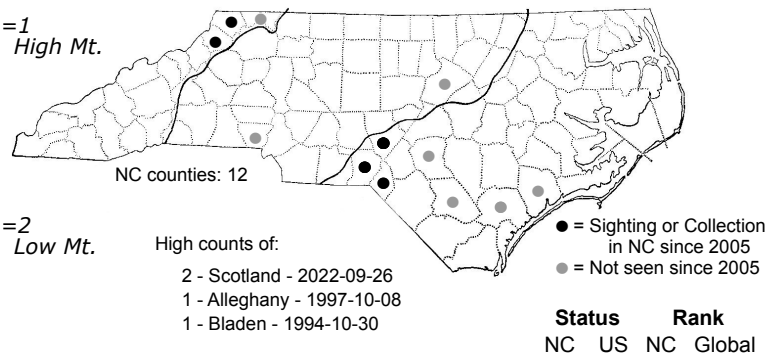 =1
High Mt.
NC counties: 12
=2
Low Mt.
High counts of:
2 - Scotland - 2022-09-26
1 - Alleghany - 1997-10-08
1 - Bladen - 1994-10-30
● = Sighting or Collection
in NC since 2005
● = Not seen since 2005
Status Rank
NC US NC Global